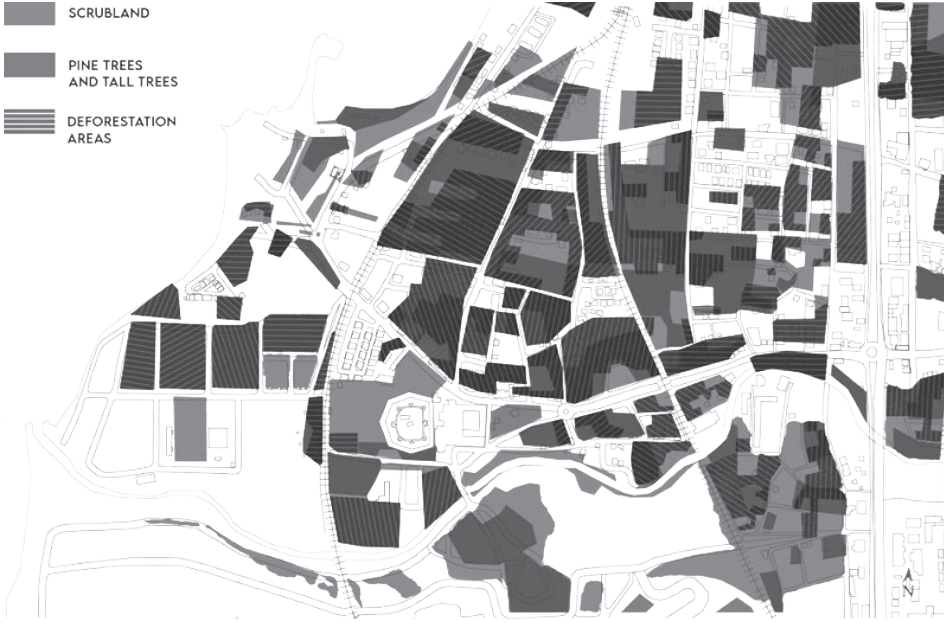 SCRUBLAND
PINE TREES
AND TALL TREES
DEFORESTATION
AREAS
N